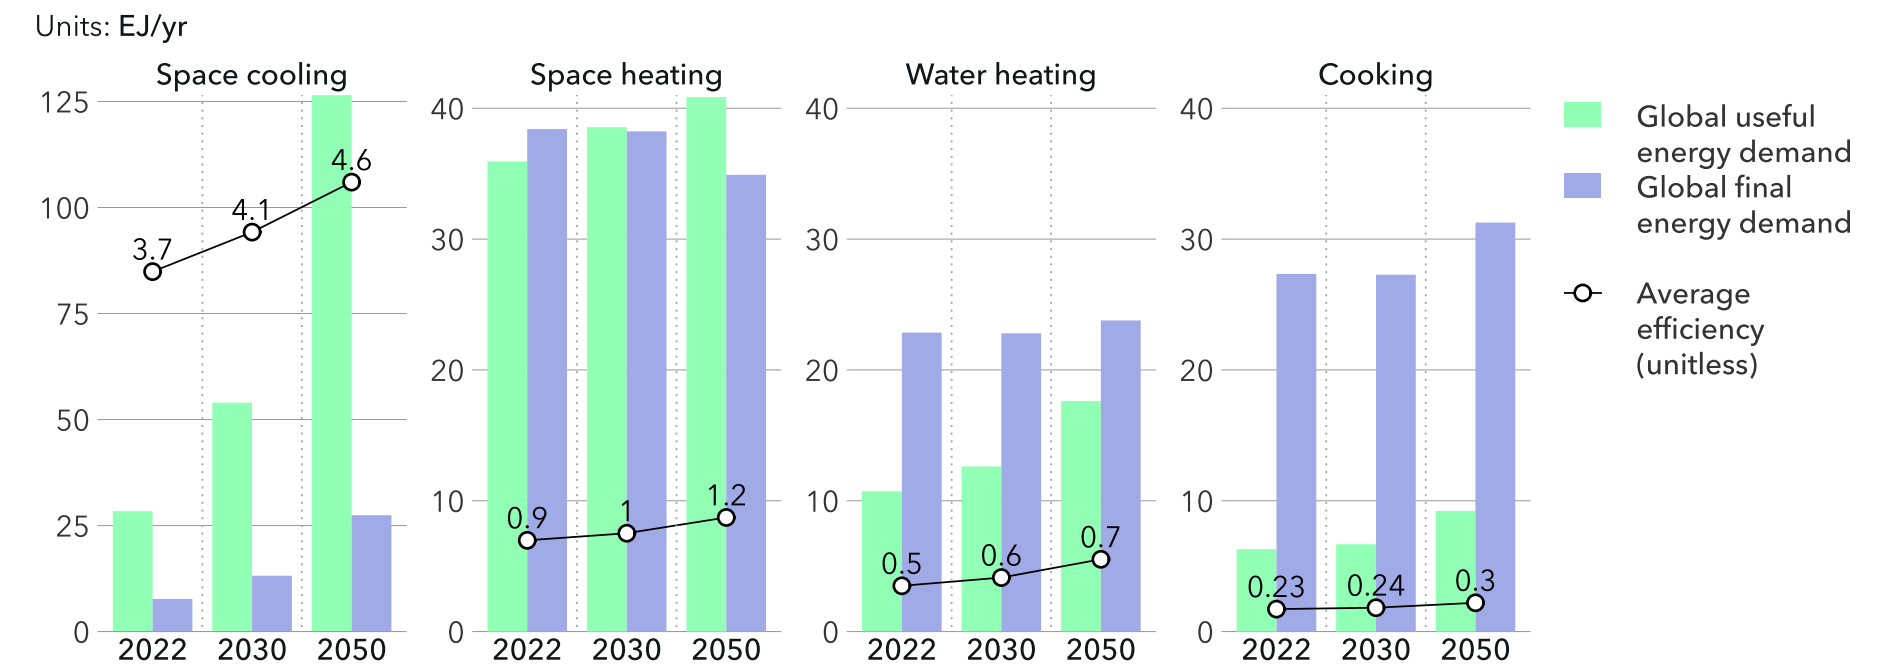 Units: EJ/yr
Space cooling
125
100
75
50
25
0
3.7
4.1
4.6
2022 2030 2050
Space heating
40
30
20
10
0
0.9
1
1.2
2022 2030 2050
Water heating
40
30
20
10
0
0.5
0.6
0.7
2022 2030 2050
Cooking
40
30
20
10
0
0.23
0.24
0.3
2022 2030 2050
Global useful
energy demand
Global final
energy demand
Average
efficiency
(unitless)